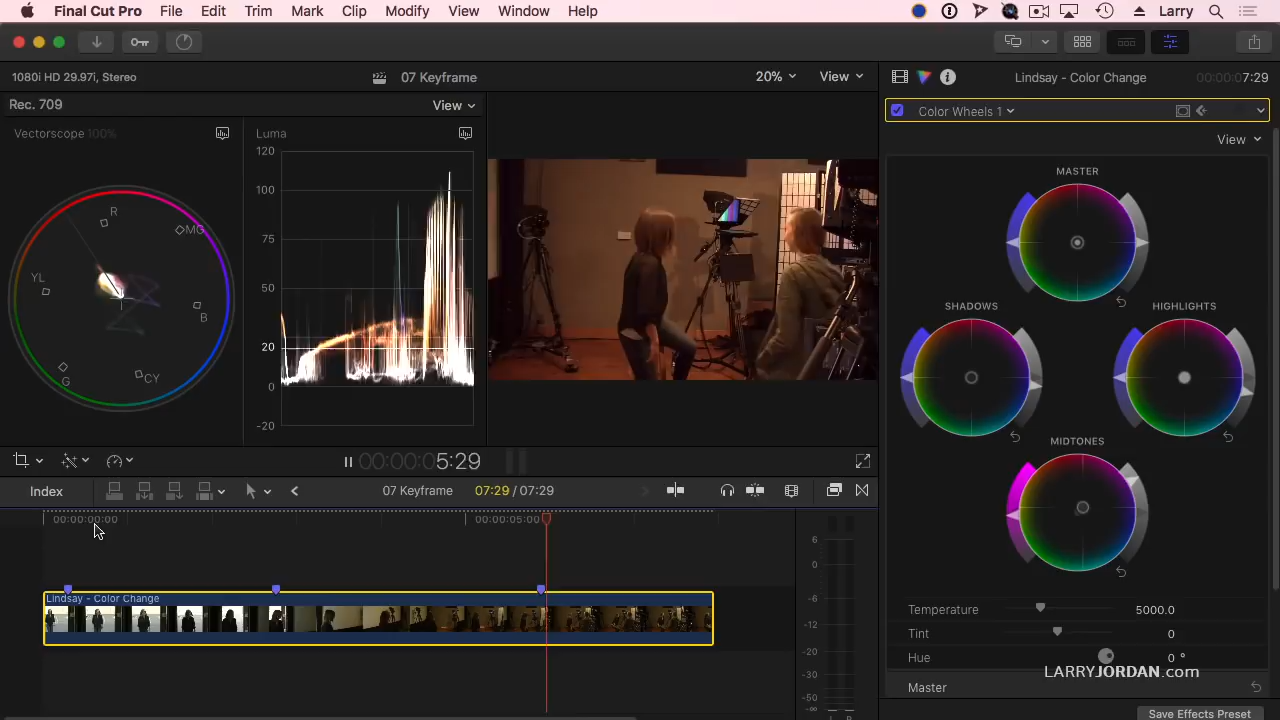 Final Cut Pro File Edit Trim Mark Clip Modify View Window Help Larry
1080i HD 29.97i, Stereo 07 Keyframe 20% View Lindsay - Color Change 00:00:07:29
Rec. 709 View
Color Wheels 1
Vectorscope 100% Luma
View
120
100
75
50
20
0
-20
R
MG
YL
B
G
CY
MASTER
SHADOWS
HIGHLIGHTS
MIDTONES
00:00:00:05:29
Index 07 Keyframe 07:29 / 07:29
00:00:00:00 00:00:05:00
6
0
-6
-12
-20
-30
-50
-∞
L R
Lindsay - Color Change
Temperature 5000.0
Tint 0
Hue 0 °
LARRYJORDAN.com
Master
Save Effects Preset